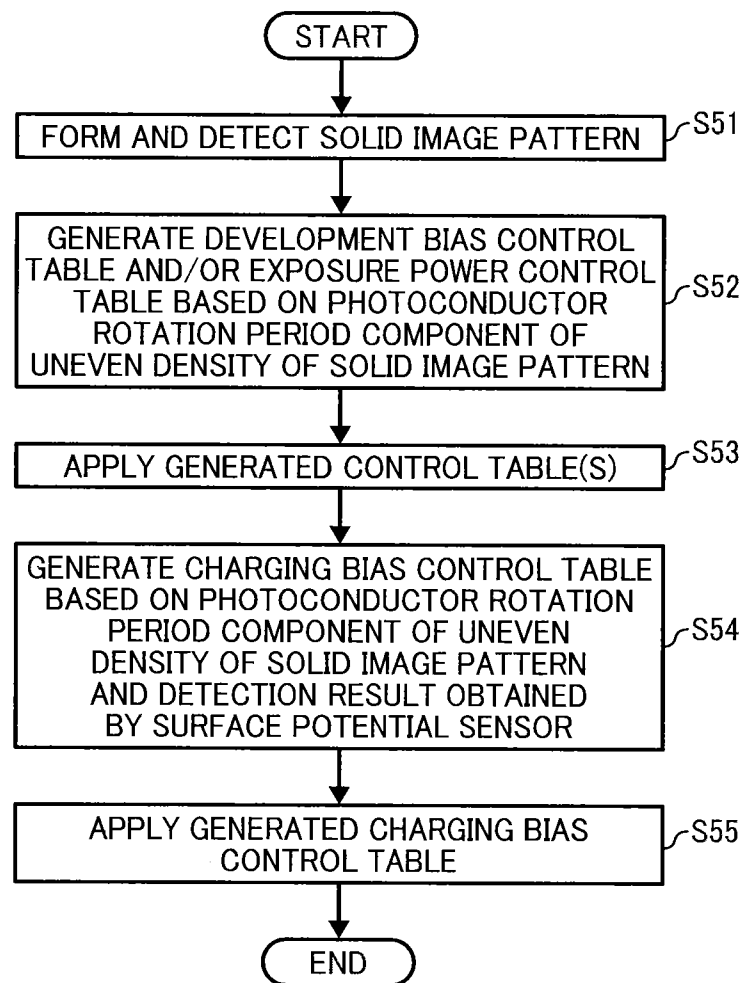 START
FORM AND DETECT SOLID IMAGE PATTERN
S51
GENERATE DEVELOPMENT BIAS CONTROL
TABLE AND/OR EXPOSURE POWER CONTROL
TABLE BASED ON PHOTOCONDUCTOR
ROTATION PERIOD COMPONENT OF
UNEVEN DENSITY OF SOLID IMAGE PATTERN
S52
APPLY GENERATED CONTROL TABLE(S)
S53
GENERATE CHARGING BIAS CONTROL TABLE
BASED ON PHOTOCONDUCTOR ROTATION
PERIOD COMPONENT OF UNEVEN
DENSITY OF SOLID IMAGE PATTERN
AND DETECTION RESULT OBTAINED
BY SURFACE POTENTIAL SENSOR
S54
APPLY GENERATED CHARGING BIAS
CONTROL TABLE
S55
END